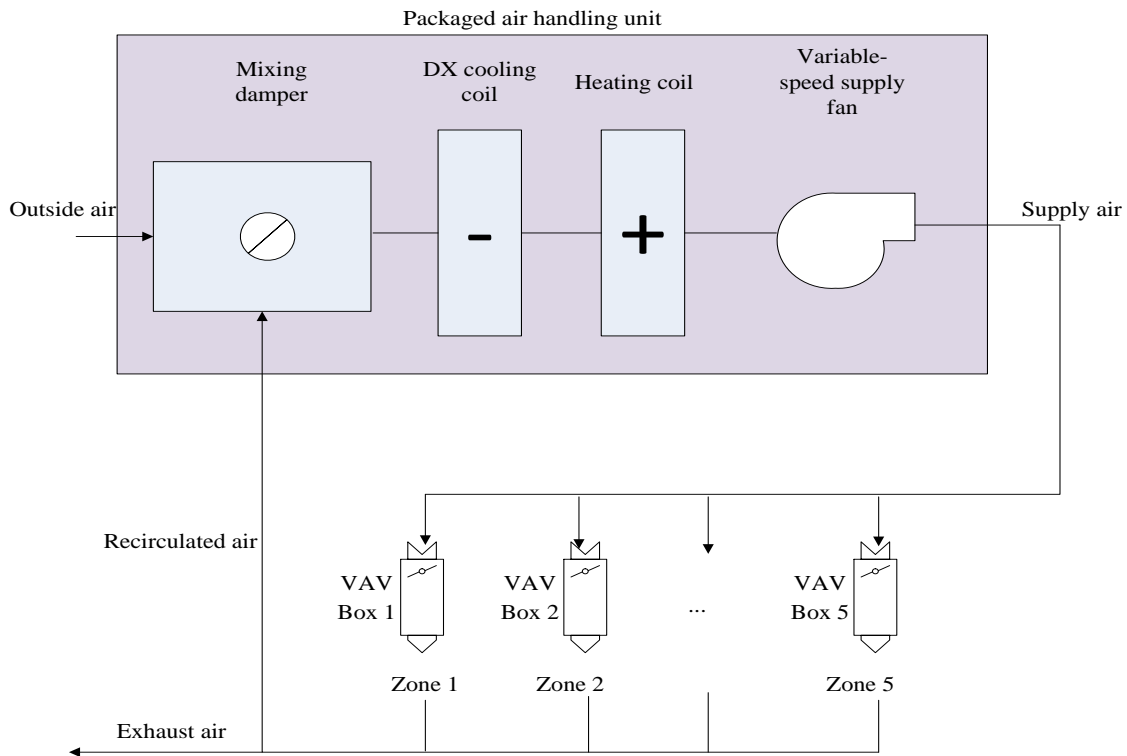 Packaged air handling unit
Mixing
damper
DX cooling
coil
Heating coil
Variable-
speed supply
fan
Outside air
-
+
Supply air
Recirculated air
VAV
Box 1
VAV
Box 2
...
VAV
Box 5
Zone 1
Zone 2
Zone 5
Exhaust air